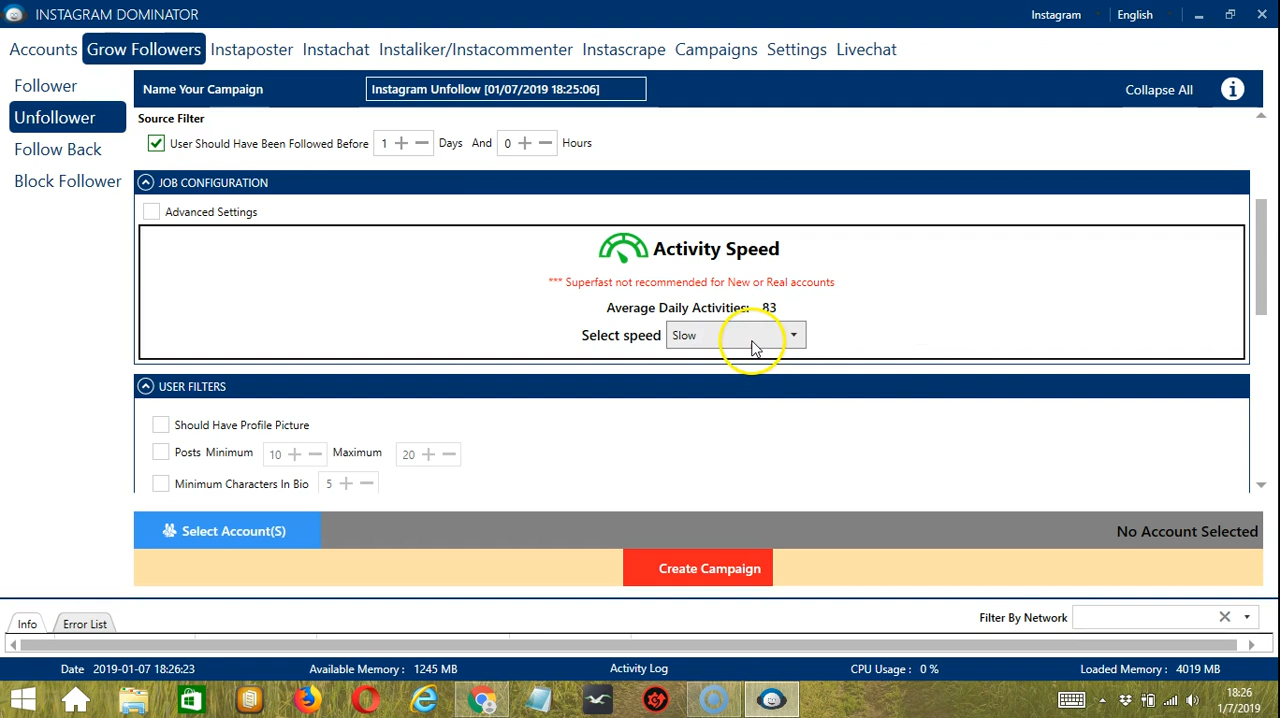 INSTAGRAM DOMINATOR Instagram English
Accounts Grow Followers Instaposter Instachat Instaliker/Instacommenter Instascrape Campaigns Settings Livechat
Follower
Unfollower
Follow Back
Block Follower
Name Your Campaign Instagram Unfollow [01/07/2019 18:25:06] Collapse All
Source Filter
User Should Have Been Followed Before 1 Days And 0 Hours
JOB CONFIGURATION
Advanced Settings
Activity Speed
*** Superfast not recommended for New or Real accounts
Average Daily Activities: 83
Select speed Slow
USER FILTERS
Should Have Profile Picture
Posts Minimum 10 Maximum 20
Minimum Characters In Bio 5
Select Account(S) No Account Selected
Create Campaign
Info Error List Filter By Network
Date 2019-01-07 18:26:23 Available Memory : 1245 MB Activity Log CPU Usage : 0 % Loaded Memory : 4019 MB
18:26
1/7/2019